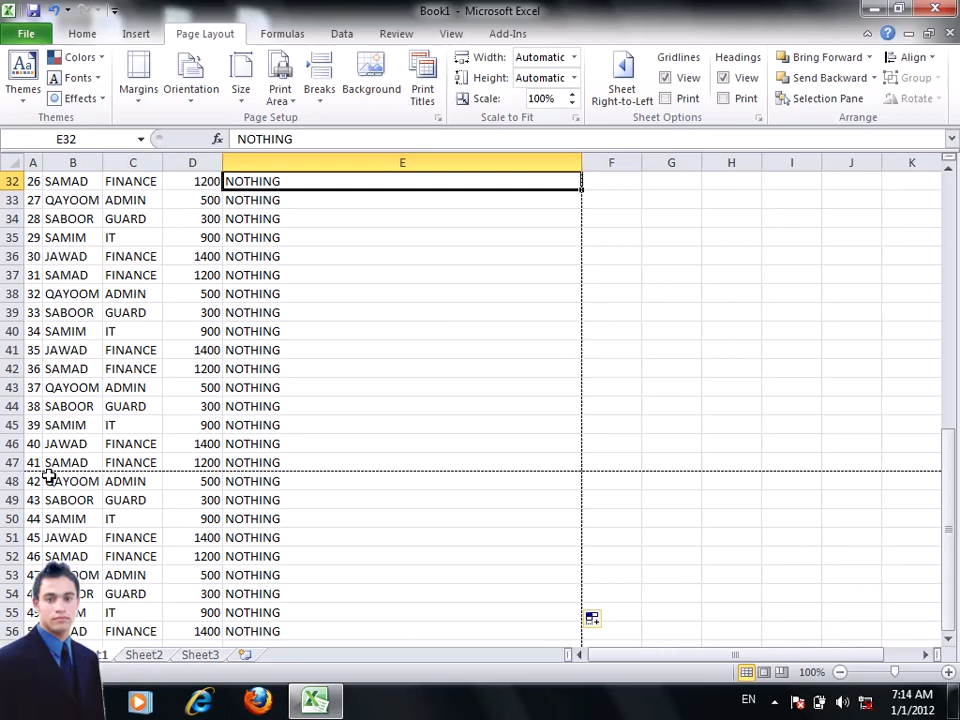 Book1 - Microsoft Excel
File Home Insert Page Layout Formulas Data Review View Add-Ins
Themes Colors Fonts Effects
Margins Orientation Size Print Area Breaks Background Print Titles
Width: Automatic
Height: Automatic
Scale: 100%
Sheet Right-to-Left
Gridlines View Print
Headings View Print
Bring Forward Send Backward Selection Pane
Align Group Rotate
Themes Page Setup Scale to Fit Sheet Options Arrange
E32 fx NOTHING
A B C D E F G H I J K
32 26 SAMAD FINANCE 1200 NOTHING
33 27 QAYOOM ADMIN 500 NOTHING
34 28 SABOOR GUARD 300 NOTHING
35 29 SAMIM IT 900 NOTHING
36 30 JAWAD FINANCE 1400 NOTHING
37 31 SAMAD FINANCE 1200 NOTHING
38 32 QAYOOM ADMIN 500 NOTHING
39 33 SABOOR GUARD 300 NOTHING
40 34 SAMIM IT 900 NOTHING
41 35 JAWAD FINANCE 1400 NOTHING
42 36 SAMAD FINANCE 1200 NOTHING
43 37 QAYOOM ADMIN 500 NOTHING
44 38 SABOOR GUARD 300 NOTHING
45 39 SAMIM IT 900 NOTHING
46 40 JAWAD FINANCE 1400 NOTHING
47 41 SAMAD FINANCE 1200 NOTHING
48 42 QAYOOM ADMIN 500 NOTHING
49 43 SABOOR GUARD 300 NOTHING
50 44 SAMIM IT 900 NOTHING
51 45 JAWAD FINANCE 1400 NOTHING
52 46 SAMAD FINANCE 1200 NOTHING
53 ADMIN 500 NOTHING
54 GUARD 300 NOTHING
55 IT 900 NOTHING
56 FINANCE 1400 NOTHING
Sheet2 Sheet3
100%
EN 7:14 AM
1/1/2012